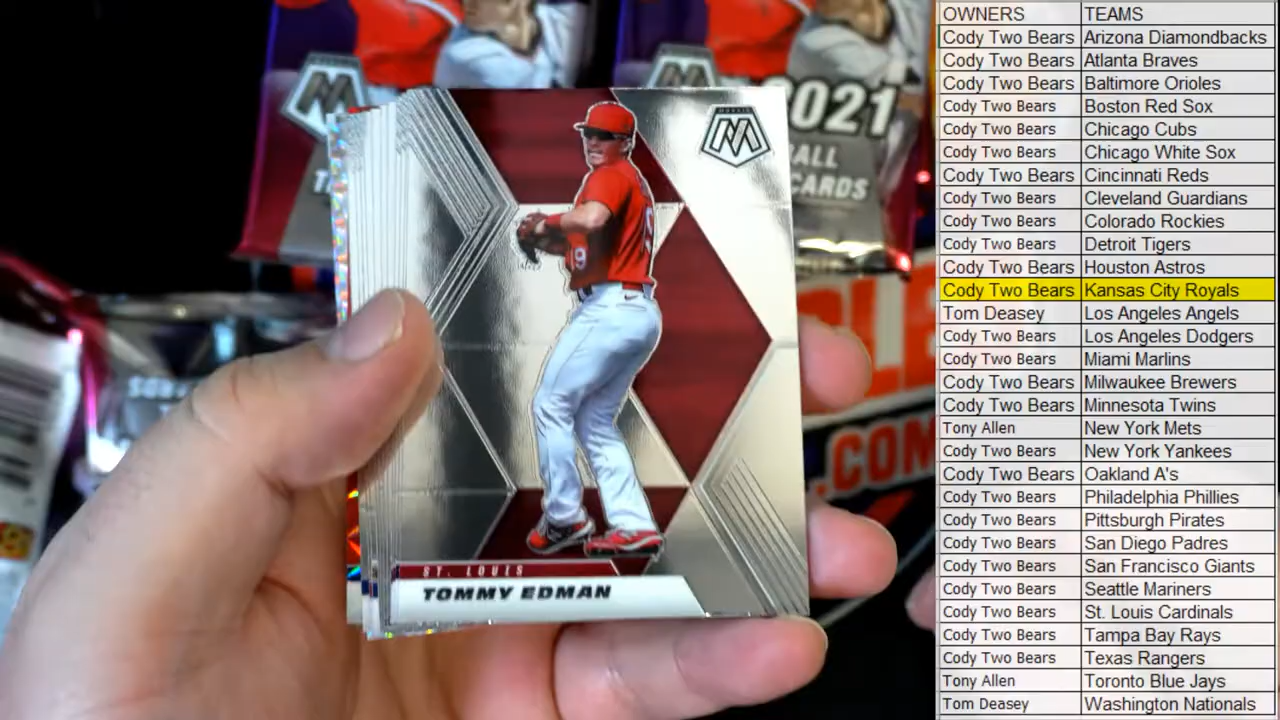 2021
CARDS
MOSAIC
19
ST. LOUIS
TOMMY EDMAN
.COM
OWNERS TEAMS
Cody Two Bears Arizona Diamondbacks
Cody Two Bears Atlanta Braves
Cody Two Bears Baltimore Orioles
Cody Two Bears Boston Red Sox
Cody Two Bears Chicago Cubs
Cody Two Bears Chicago White Sox
Cody Two Bears Cincinnati Reds
Cody Two Bears Cleveland Guardians
Cody Two Bears Colorado Rockies
Cody Two Bears Detroit Tigers
Cody Two Bears Houston Astros
Cody Two Bears Kansas City Royals
Tom Deasey Los Angeles Angels
Cody Two Bears Los Angeles Dodgers
Cody Two Bears Miami Marlins
Cody Two Bears Milwaukee Brewers
Cody Two Bears Minnesota Twins
Tony Allen New York Mets
Cody Two Bears New York Yankees
Cody Two Bears Oakland A's
Cody Two Bears Philadelphia Phillies
Cody Two Bears Pittsburgh Pirates
Cody Two Bears San Diego Padres
Cody Two Bears San Francisco Giants
Cody Two Bears Seattle Mariners
Cody Two Bears St. Louis Cardinals
Cody Two Bears Tampa Bay Rays
Cody Two Bears Texas Rangers
Tony Allen Toronto Blue Jays
Tom Deasey Washington Nationals